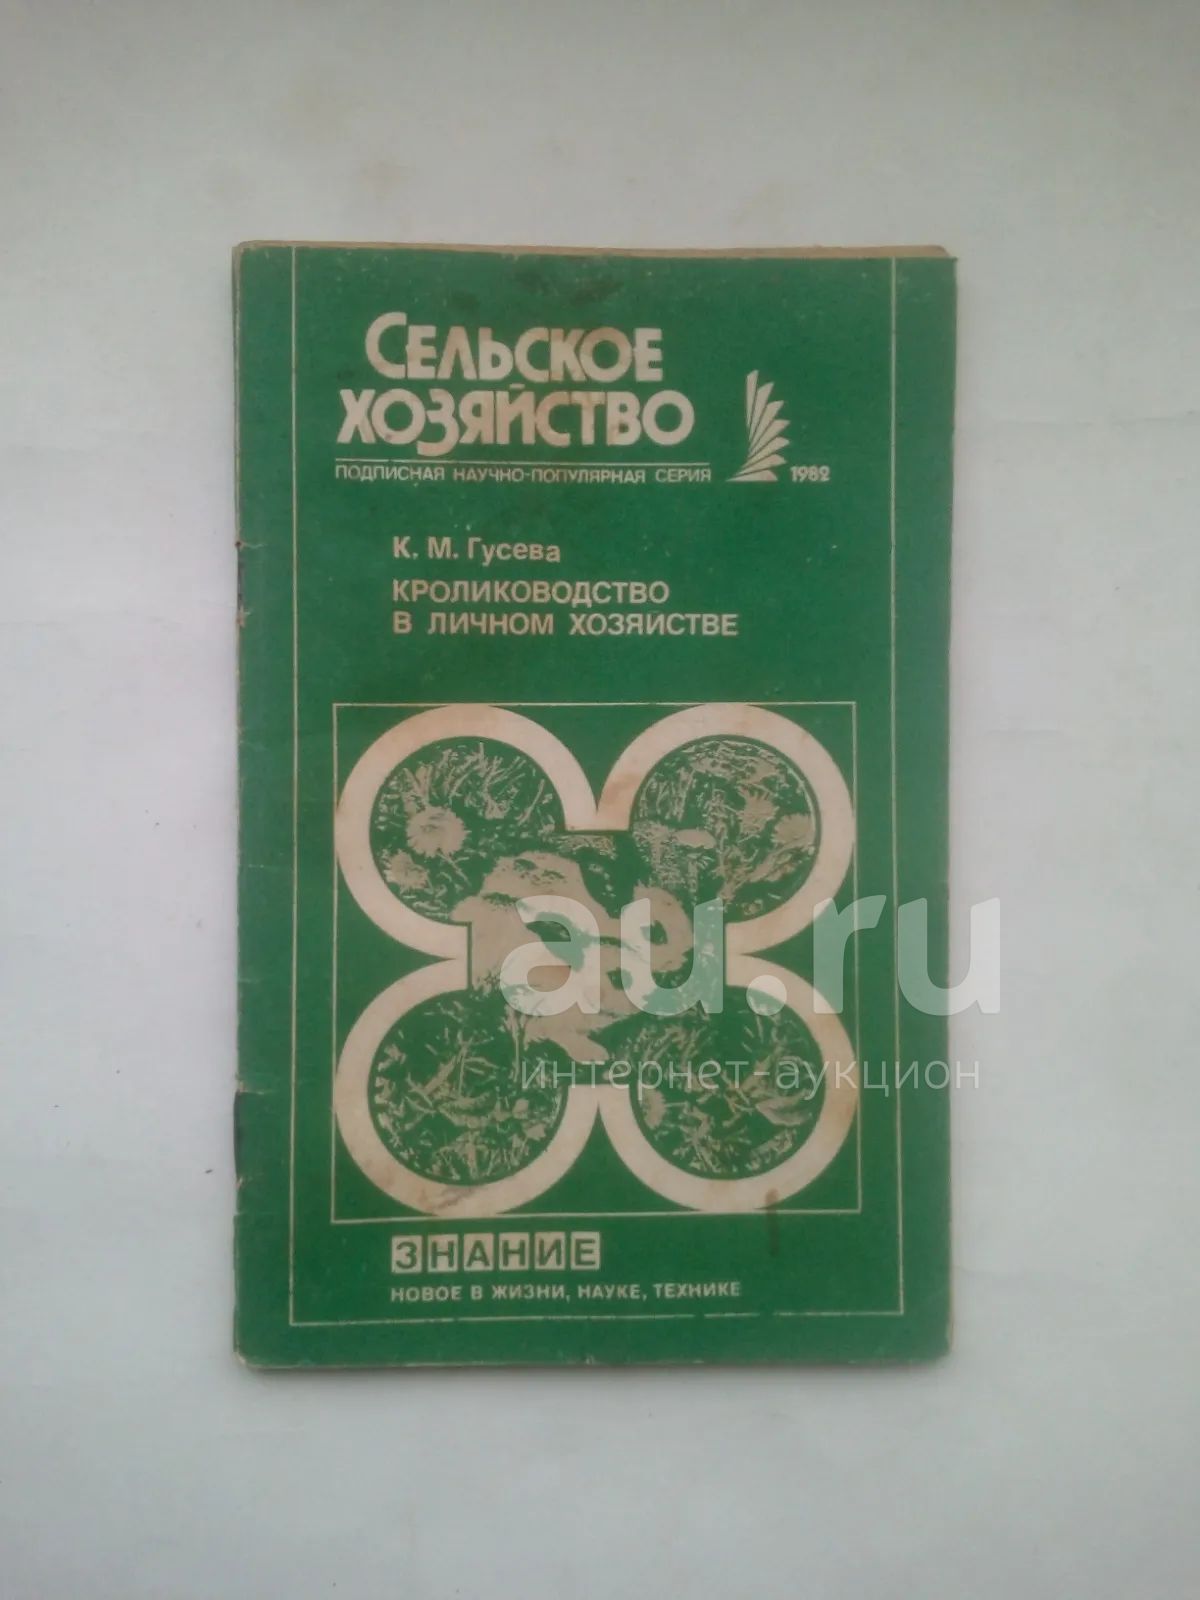 СЕЛЬСКОЕ
ХОЗЯЙСТВО
ПОДПИСНАЯ НАУЧНО-ПОПУЛЯРНАЯ СЕРИЯ
1982
К. М. Гусева
КРОЛИКОВОДСТВО
В ЛИЧНОМ ХОЗЯЙСТВЕ
au.ru
интернет-аукцион
ЗНАНИЕ
НОВОЕ В ЖИЗНИ, НАУКЕ, ТЕХНИКЕ